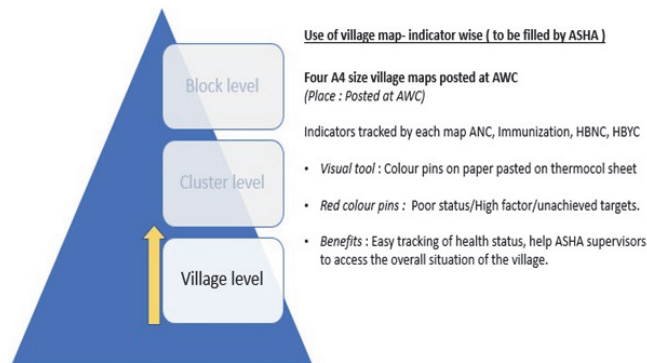 Use of village map- indicator wise ( to be filled by ASHA )
Block level
Four A4 size village maps posted at AWC
(Place : Posted at AWC)
Indicators tracked by each map ANC, Immunization, HBNC, HBYC
Cluster level
• Visual tool : Colour pins on paper pasted on thermocol sheet
• Red colour pins : Poor status/High factor/unachieved targets.
• Benefits : Easy tracking of health status, help ASHA supervisors
to access the overall situation of the village.
Village level